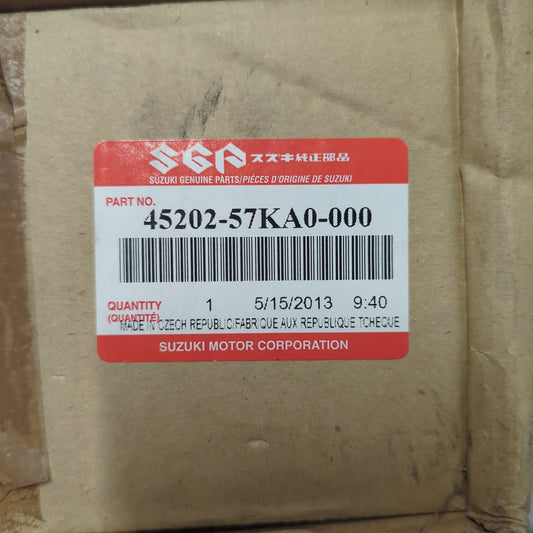 SGP スズキ純正部品
SUZUKI GENUINE PARTS/PIÈCES D'ORIGINE DE SUZUKI
PART NO.
45202-57KA0-000
QUANTITY 1 5/15/2013 9:40
(QUANTITÉ)
MADE IN CZECH REPUBLIC/FABRIQUE AUX REPUBLIQUE TCHEQUE
SUZUKI MOTOR CORPORATION